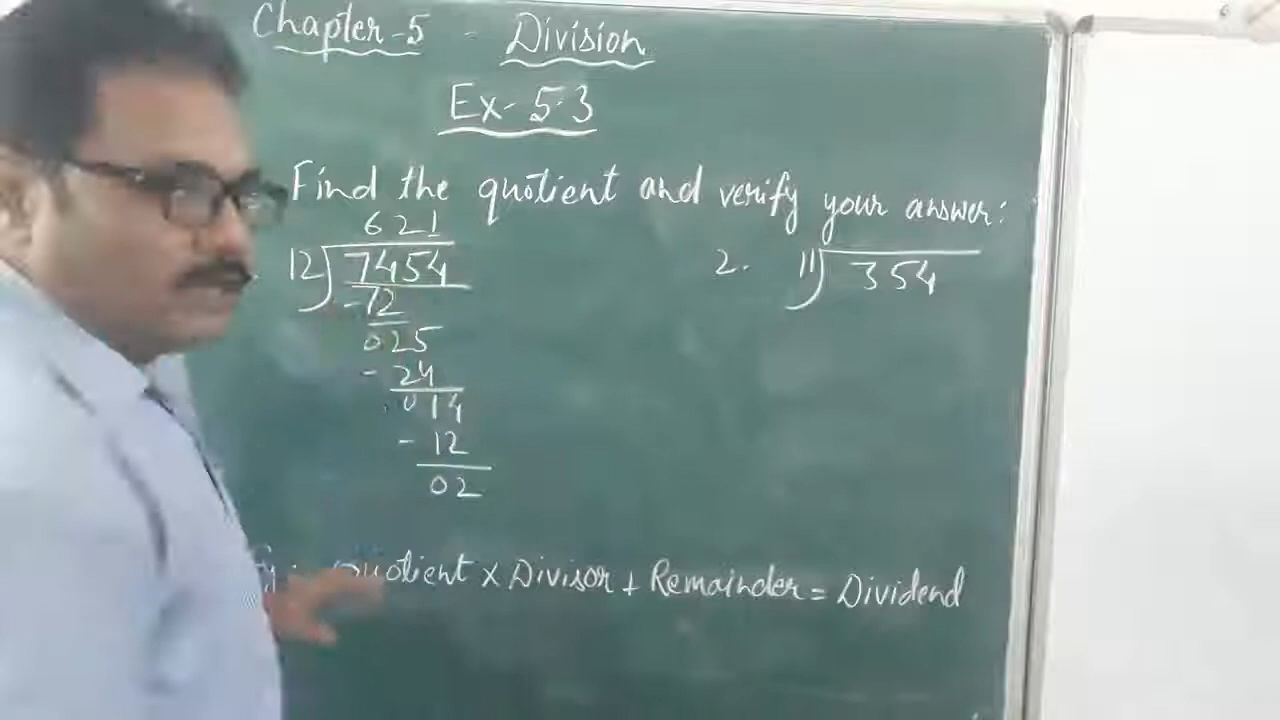 Chapter-5 - Division
Ex- 5.3
Find the quotient and verify your answer:
621
12) 7454
-72
025
- 24
014
- 12
02
2. 11) 354
Quotient x Divisor + Remainder = Dividend